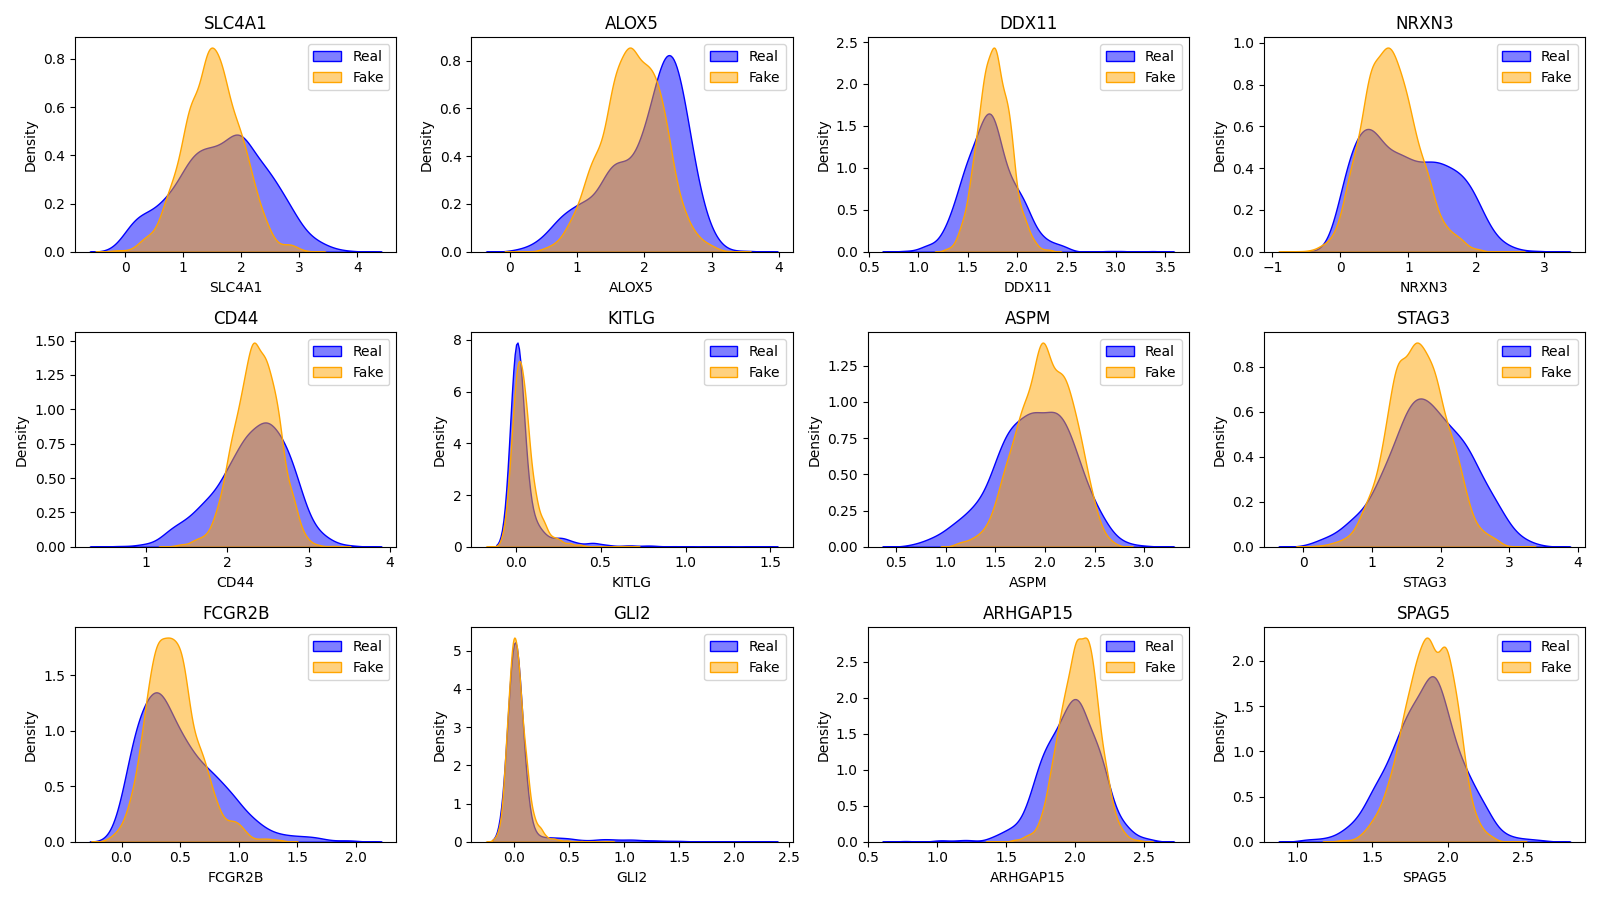 SLC4A1
Density
0.0
0.2
0.4
0.6
0.8
0
1
2
3
4
SLC4A1
Real
Fake
ALOX5
Density
0.0
0.2
0.4
0.6
0.8
0
1
2
3
4
ALOX5
Real
Fake
DDX11
Density
0.0
0.5
1.0
1.5
2.0
2.5
0.5
1.0
1.5
2.0
2.5
3.0
3.5
DDX11
Real
Fake
NRXN3
Density
0.0
0.2
0.4
0.6
0.8
1.0
−1
0
1
2
3
NRXN3
Real
Fake
CD44
Density
0.00
0.25
0.50
0.75
1.00
1.25
1.50
1
2
3
4
CD44
Real
Fake
KITLG
Density
0
2
4
6
8
0.0
0.5
1.0
1.5
KITLG
Real
Fake
ASPM
Density
0.00
0.25
0.50
0.75
1.00
1.25
0.5
1.0
1.5
2.0
2.5
3.0
ASPM
Real
Fake
STAG3
Density
0.0
0.2
0.4
0.6
0.8
0
1
2
3
4
STAG3
Real
Fake
FCGR2B
Density
0.0
0.5
1.0
1.5
0.0
0.5
1.0
1.5
2.0
FCGR2B
Real
Fake
GLI2
Density
0
1
2
3
4
5
0.0
0.5
1.0
1.5
2.0
2.5
GLI2
Real
Fake
ARHGAP15
Density
0.0
0.5
1.0
1.5
2.0
2.5
0.5
1.0
1.5
2.0
2.5
ARHGAP15
Real
Fake
SPAG5
Density
0.0
0.5
1.0
1.5
2.0
1.0
1.5
2.0
2.5
SPAG5
Real
Fake